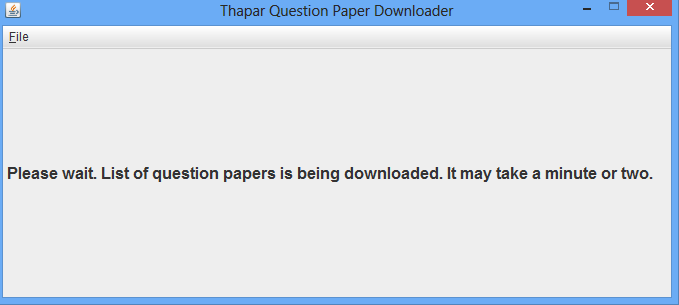 Thapar Question Paper Downloader
File
Please wait. List of question papers is being downloaded. It may take a minute or two.